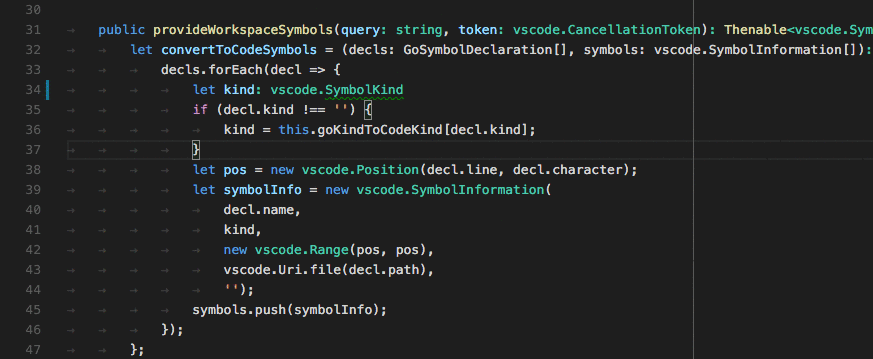 30
31 public provideWorkspaceSymbols(query: string, token: vscode.CancellationToken): Thenable<vscode.Sym
32 let convertToCodeSymbols = (decls: GoSymbolDeclaration[], symbols: vscode.SymbolInformation[]):
33 decls.forEach(decl => {
34 let kind: vscode.SymbolKind
35 if (decl.kind !== '') {
36 kind = this.goKindToCodeKind[decl.kind];
37 }
38 let pos = new vscode.Position(decl.line, decl.character);
39 let symbolInfo = new vscode.SymbolInformation(
40 decl.name,
41 kind,
42 new vscode.Range(pos, pos),
43 vscode.Uri.file(decl.path),
44 '');
45 symbols.push(symbolInfo);
46 });
47 };